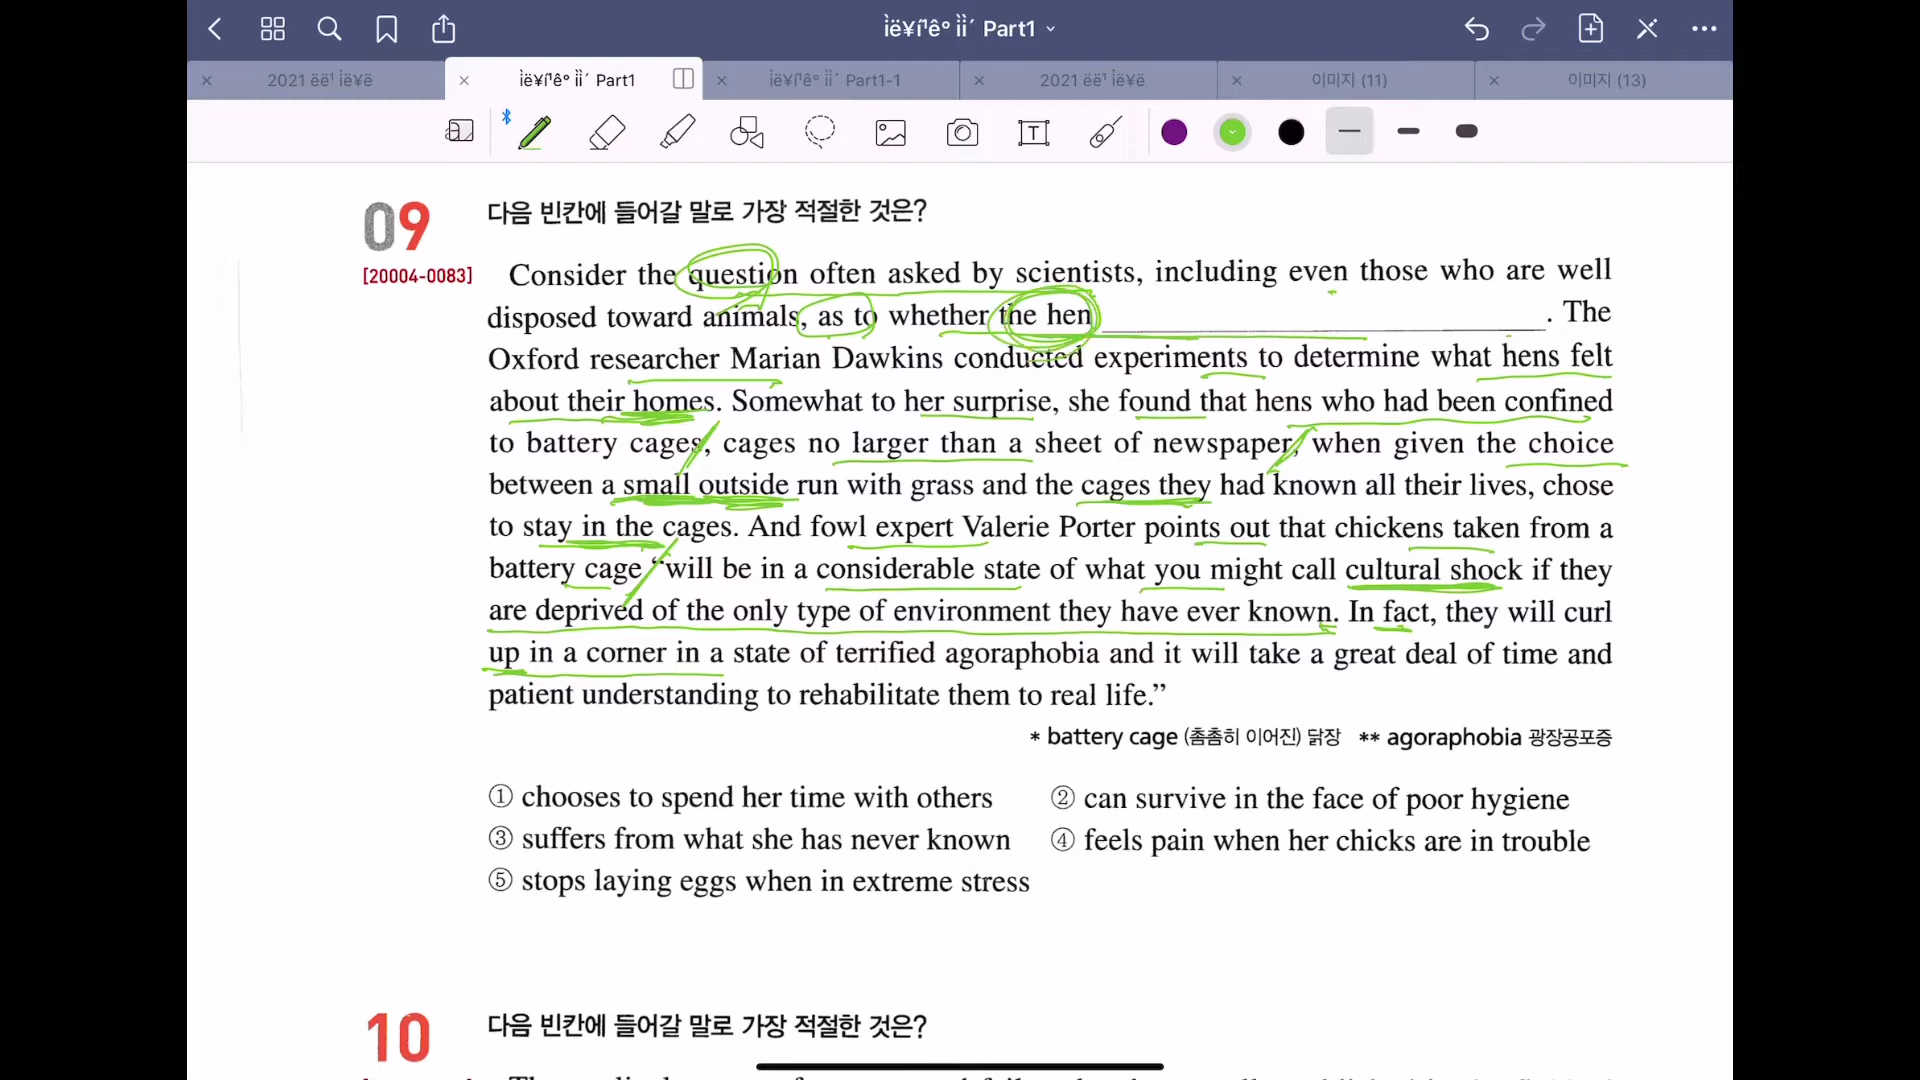 Ìë¥í'ê° ÌÌ´ Part1
2021 ëë¹ Ìë¥ë
Ìë¥í'ê° ÌÌ´ Part1
Ìë¥í'ê° ÌÌ´ Part1-1
2021 ëë¹ Ìë¥ë
이미지 (11)
이미지 (13)
09
[20004-0083]
다음 빈칸에 들어갈 말로 가장 적절한 것은?
Consider the question often asked by scientists, including even those who are well
disposed toward animals, as to whether the hen ____________________. The
Oxford researcher Marian Dawkins conducted experiments to determine what hens felt
about their homes. Somewhat to her surprise, she found that hens who had been confined
to battery cages, cages no larger than a sheet of newspaper, when given the choice
between a small outside run with grass and the cages they had known all their lives, chose
to stay in the cages. And fowl expert Valerie Porter points out that chickens taken from a
battery cage “will be in a considerable state of what you might call cultural shock if they
are deprived of the only type of environment they have ever known. In fact, they will curl
up in a corner in a state of terrified agoraphobia and it will take a great deal of time and
patient understanding to rehabilitate them to real life.”
* battery cage (촘촘히 이어진) 닭장 ** agoraphobia 광장공포증
① chooses to spend her time with others
② can survive in the face of poor hygiene
③ suffers from what she has never known
④ feels pain when her chicks are in trouble
⑤ stops laying eggs when in extreme stress
10
다음 빈칸에 들어갈 말로 가장 적절한 것은?